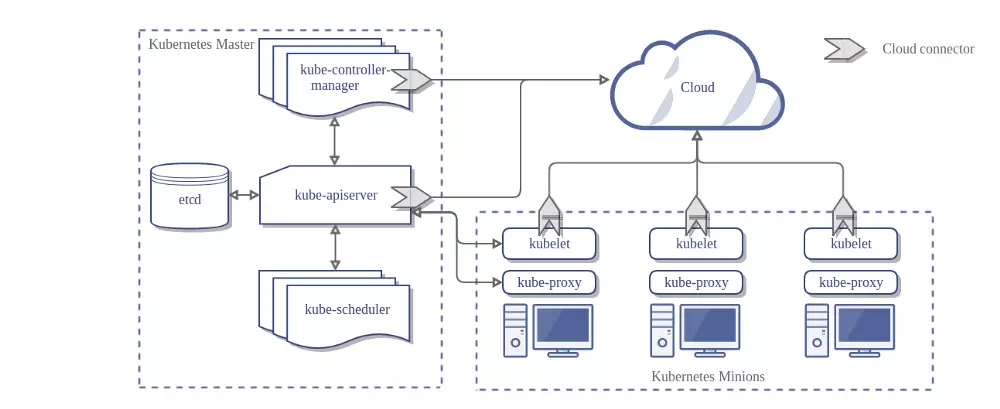 Kubernetes Master
kube-controller-
manager
Cloud
Cloud connector
etcd
kube-apiserver
kube-scheduler
kubelet
kubelet
kubelet
kube-proxy
kube-proxy
kube-proxy
Kubernetes Minions